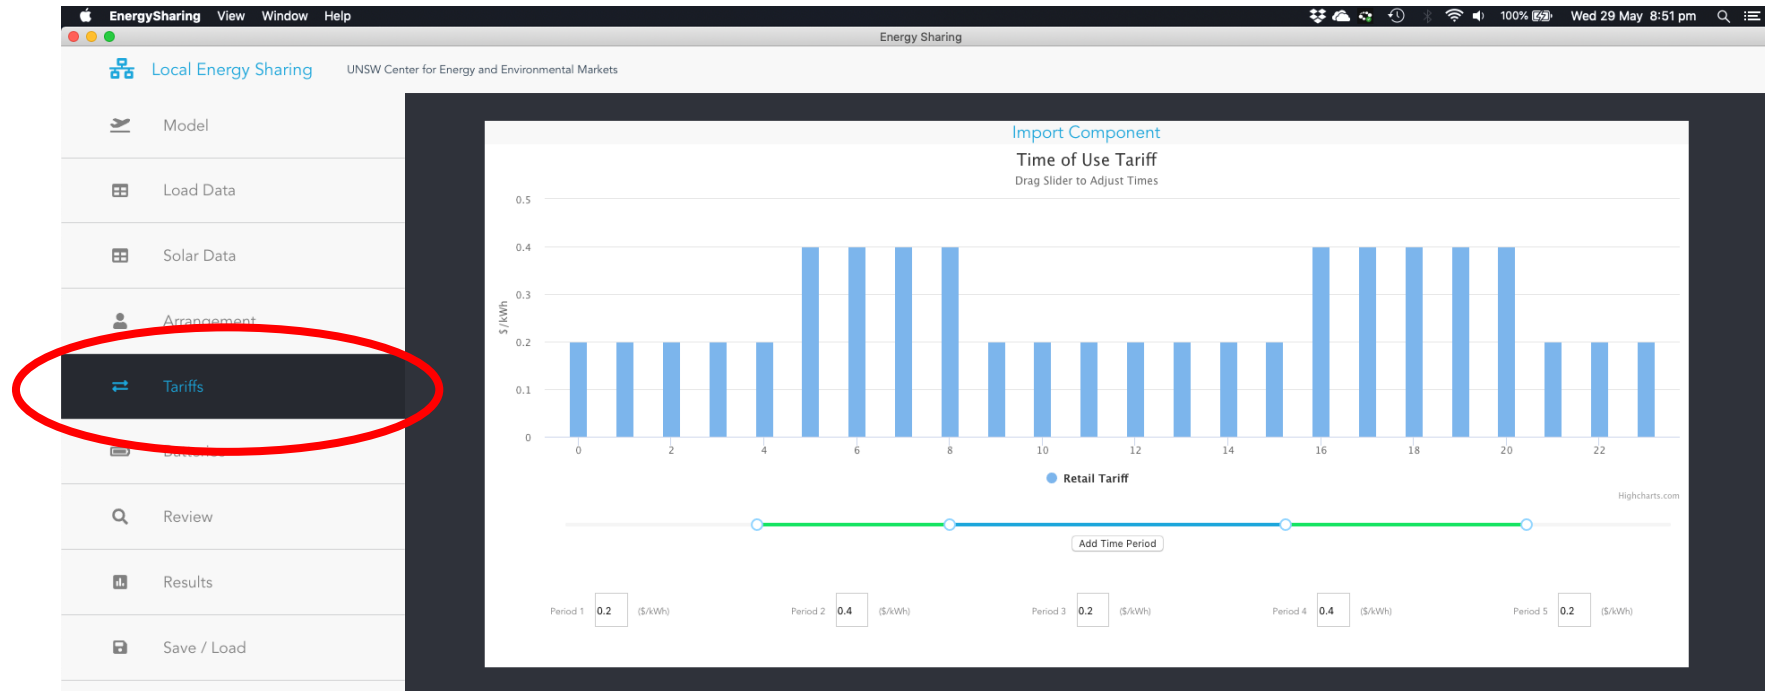 EnergySharing View Window Help 100% Wed 29 May 8:51 pm
Energy Sharing
Local Energy Sharing UNSW Center for Energy and Environmental Markets
Model
Load Data
Solar Data
Arrangement
Tariffs
Batteries
Review
Results
Save / Load
Import Component
Time of Use Tariff
Drag Slider to Adjust Times
0.5
0.4
0.3
0.2
0.1
0
$/kWh
0 2 4 6 8 10 12 14 16 18 20 22
Retail Tariff
Highcharts.com
Add Time Period
Period 1 0.2 ($/kWh) Period 2 0.4 ($/kWh) Period 3 0.2 ($/kWh) Period 4 0.4 ($/kWh) Period 5 0.2 ($/kWh)